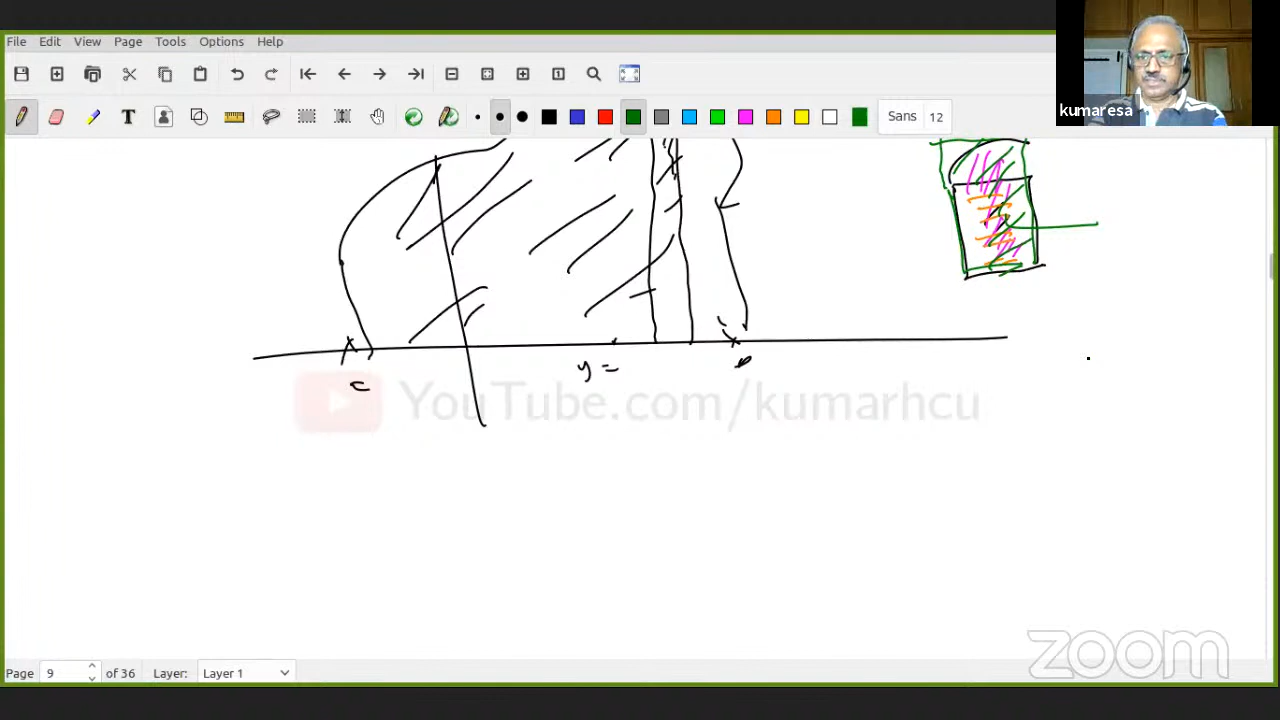 File Edit View Page Tools Options Help
kumaresa
Sans 12
y =
c
YouTube.com/kumarhcu
zoom
Page 9 of 36 Layer: Layer 1